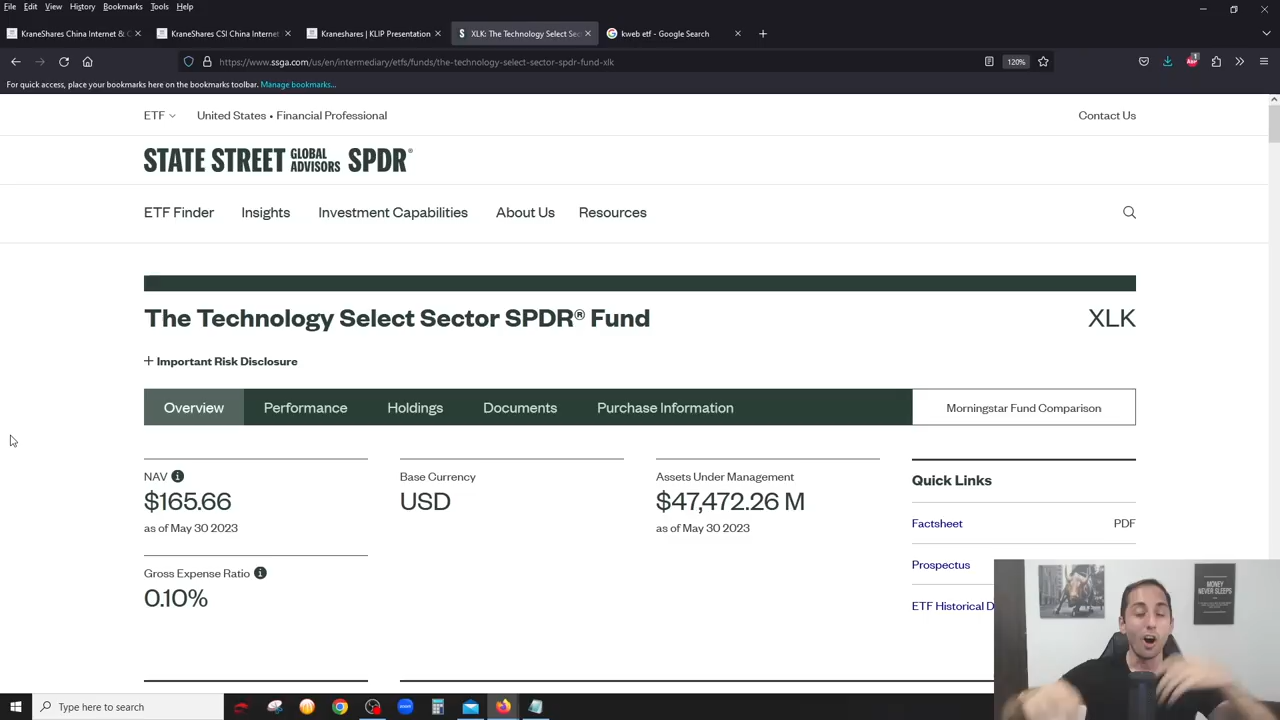 File Edit View History Bookmarks Tools Help
KraneShares China Internet & C
KraneShares CSI China Internet
Kraneshares | KLIP Presentation
XLK: The Technology Select Sec
kweb etf - Google Search
https://www.ssga.com/us/en/intermediary/etfs/funds/the-technology-select-sector-spdr-fund-xlk
120%
For quick access, place your bookmarks here on the bookmarks toolbar. Manage bookmarks...
ETF United States • Financial Professional Contact Us
STATE STREET GLOBAL ADVISORS SPDR®
ETF Finder Insights Investment Capabilities About Us Resources
The Technology Select Sector SPDR® Fund XLK
+ Important Risk Disclosure
Overview Performance Holdings Documents Purchase Information Morningstar Fund Comparison
NAV
$165.66
as of May 30 2023
Base Currency
USD
Assets Under Management
$47,472.26 M
as of May 30 2023
Gross Expense Ratio
0.10%
Quick Links
Factsheet PDF
Prospectus
ETF Historical D
MONEY
NEVER SLEEPS
Type here to search